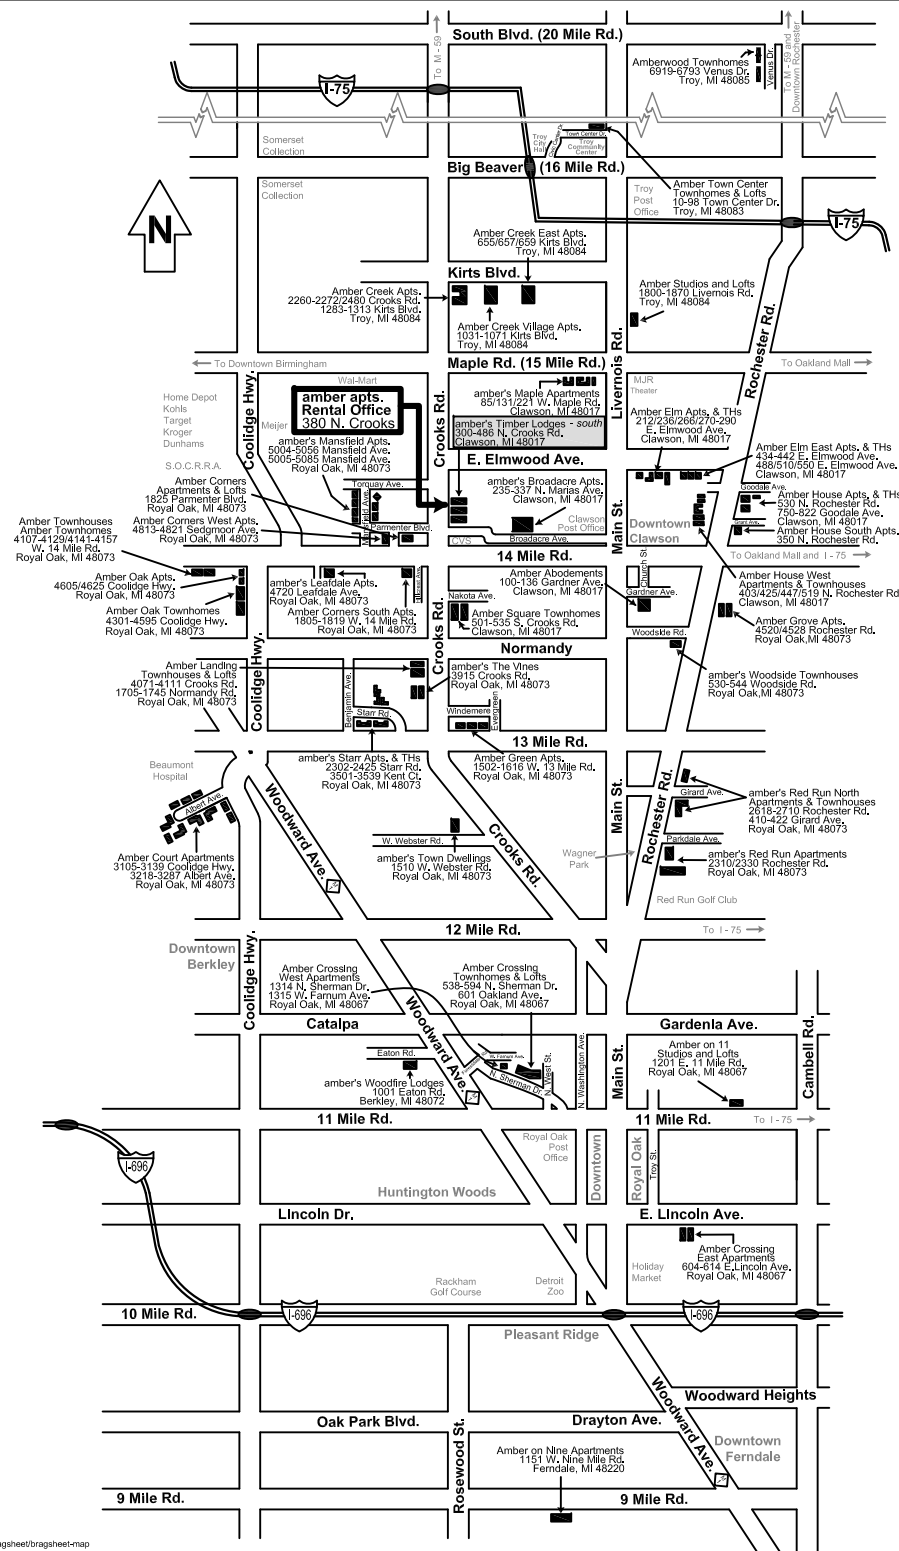 South Blvd. (20 Mile Rd.)
To M - 59
To M - 59 and
Downtown Rochester
Amberwood Townhomes
6919-6793 Venus Dr.
Troy, MI 48085
Venus Dr.
I-75
Somerset
Collection
Troy
City
Hall
Civic Center Dr.
Town Center Dr.
Troy
Community
Center
Big Beaver (16 Mile Rd.)
Somerset
Collection
Troy
Post
Office
Amber Town Center
Townhomes & Lofts
10-98 Town Center Dr.
Troy, MI 48083
N
I-75
Amber Creek East Apts.
655/657/659 Kirts Blvd.
Troy, MI 48084
Kirts Blvd.
Amber Creek Apts.
2260-2272/2480 Crooks Rd.
1283-1313 Kirts Blvd.
Troy, MI 48084
Amber Creek Village Apts.
1031-1071 Kirts Blvd.
Troy, MI 48084
Amber Studios and Lofts
1800-1870 Livernois Rd.
Troy, MI 48084
Livernois Rd.
Rochester Rd.
To Downtown Birmingham
Maple Rd. (15 Mile Rd.)
To Oakland Mall
Coolidge Hwy.
Crooks Rd.
Wal-Mart
Home Depot
Kohls
Target
Kroger
Dunhams
Meijer
S.O.C.R.R.A.
amber apts.
Rental Office
380 N. Crooks
amber's Maple Apartments
85/131/221 W. Maple Rd.
Clawson, MI 48017
MJR
Theater
amber's Timber Lodges - south
300-486 N. Crooks Rd.
Clawson, MI 48017
Amber Elm Apts. & THs
212/236/266/270-290
E. Elmwood Ave.
Clawson, MI 48017
amber's Mansfield Apts.
5004-5056 Mansfield Ave.
5005-5085 Mansfield Ave.
Royal Oak, MI 48073
E. Elmwood Ave.
Amber Elm East Apts. & THs
434-442 E. Elmwood Ave.
488/510/550 E. Elmwood Ave.
Clawson, MI 48017
Amber Corners
Apartments & Lofts
1825 Parmenter Blvd.
Royal Oak, MI 48073
Torquay Ave.
Parmenter Blvd.
amber's Broadacre Apts.
235-337 N. Marias Ave.
Clawson, MI 48017
Goodale Ave.
Amber House Apts. & THs
530 N. Rochester Rd.
750-822 Goodale Ave.
Clawson, MI 48017
Grant Ave.
Amber House South Apts.
350 N. Rochester Rd.
Amber Corners West Apts.
4813-4821 Sedgmoor Ave.
Royal Oak, MI 48073
Clawson
Post Office
CVS
Broadacre Ave.
Main St.
Downtown
Clawson
Amber Townhouses
Amber Townhomes
4107-4129/4141-4157
W. 14 Mile Rd.
Royal Oak, MI 48073
14 Mile Rd.
To Oakland Mall and I - 75
Amber Oak Apts.
4605/4625 Coolidge Hwy.
Royal Oak, MI 48073
Amber Oak Townhomes
4301-4595 Coolidge Hwy.
Royal Oak, MI 48073
amber's Leafdale Apts.
4720 Leafdale Ave.
Royal Oak, MI 48073
Amber Corners South Apts.
1805-1819 W. 14 Mile Rd.
Royal Oak, MI 48073
Crooks Rd.
Nakota Ave.
Amber Abodements
100-136 Gardner Ave.
Clawson, MI 48017
Church St.
Gardner Ave.
Amber Square Townhomes
501-535 S. Crooks Rd.
Clawson, MI 48017
Amber House West
Apartments & Townhouses
403/425/447/519 N. Rochester Rd.
Clawson, MI 48017
Amber Grove Apts.
4520/4528 Rochester Rd.
Royal Oak, MI 48073
Woodside Rd.
Normandy
Coolidge Hwy.
Amber Landing
Townhouses & Lofts
4071-4111 Crooks Rd.
1705-1745 Normandy Rd.
Royal Oak, MI 48073
amber's The Vines
3915 Crooks Rd.
Royal Oak, MI 48073
amber's Woodside Townhouses
530-544 Woodside Rd.
Royal Oak,MI 48073
Benjamin Ave.
Starr Rd.
Windemere
Evergreen
13 Mile Rd.
Beaumont
Hospital
amber's Starr Apts. & THs
2302-2425 Starr Rd.
3501-3539 Kent Ct.
Royal Oak, MI 48073
Amber Green Apts.
1502-1616 W. 13 Mile Rd.
Royal Oak, MI 48073
Albert Ave.
Woodward Ave.
Crooks Rd.
Main St.
Rochester Rd.
Girard Ave.
amber's Red Run North
Apartments & Townhouses
2618-2710 Rochester Rd.
410-422 Girard Ave.
Royal Oak, MI 48073
Parkdale Ave.
W. Webster Rd.
amber's Town Dwellings
1510 W. Webster Rd.
Royal Oak, MI 48073
Wagner
Park
amber's Red Run Apartments
2310/2330 Rochester Rd.
Royal Oak, MI 48073
Amber Court Apartments
3105-3139 Coolidge Hwy.
3218-3287 Albert Ave.
Royal Oak, MI 48073
Red Run Golf Club
12 Mile Rd.
To I - 75
Downtown
Berkley
Coolidge Hwy.
Amber Crossing
West Apartments
1314 N. Sherman Dr.
1315 W. Farnum Ave.
Royal Oak, MI 48067
Amber Crossing
Townhomes & Lofts
538-594 N. Sherman Dr.
601 Oakland Ave.
Royal Oak, MI 48067
Catalpa
Woodward Ave.
Gardenia Ave.
Cambell Rd.
Eaton Rd.
W. Farnum Ave.
N. Sherman Dr.
N. West St.
N. Washington Ave.
Main St.
Amber on 11
Studios and Lofts
1201 E. 11 Mile Rd.
Royal Oak, MI 48067
amber's Woodfire Lodges
1001 Eaton Rd.
Berkley, MI 48072
11 Mile Rd.
11 Mile Rd.
To I - 75
I-696
Royal Oak
Post
Office
Downtown
Royal Oak
Troy St.
Huntington Woods
Lincoln Dr.
E. Lincoln Ave.
Amber Crossing
East Apartments
604-614 E.Lincoln Ave.
Royal Oak, MI 48067
Holiday
Market
Rackham
Golf Course
Detroit
Zoo
10 Mile Rd.
I-696
I-696
Pleasant Ridge
Woodward Ave.
Woodward Heights
Oak Park Blvd.
Drayton Ave.
Rosewood St.
Downtown
Ferndale
Amber on Nine Apartments
1151 W. Nine Mile Rd.
Ferndale, MI 48220
9 Mile Rd.
9 Mile Rd.
agsheet/bragsheet-map